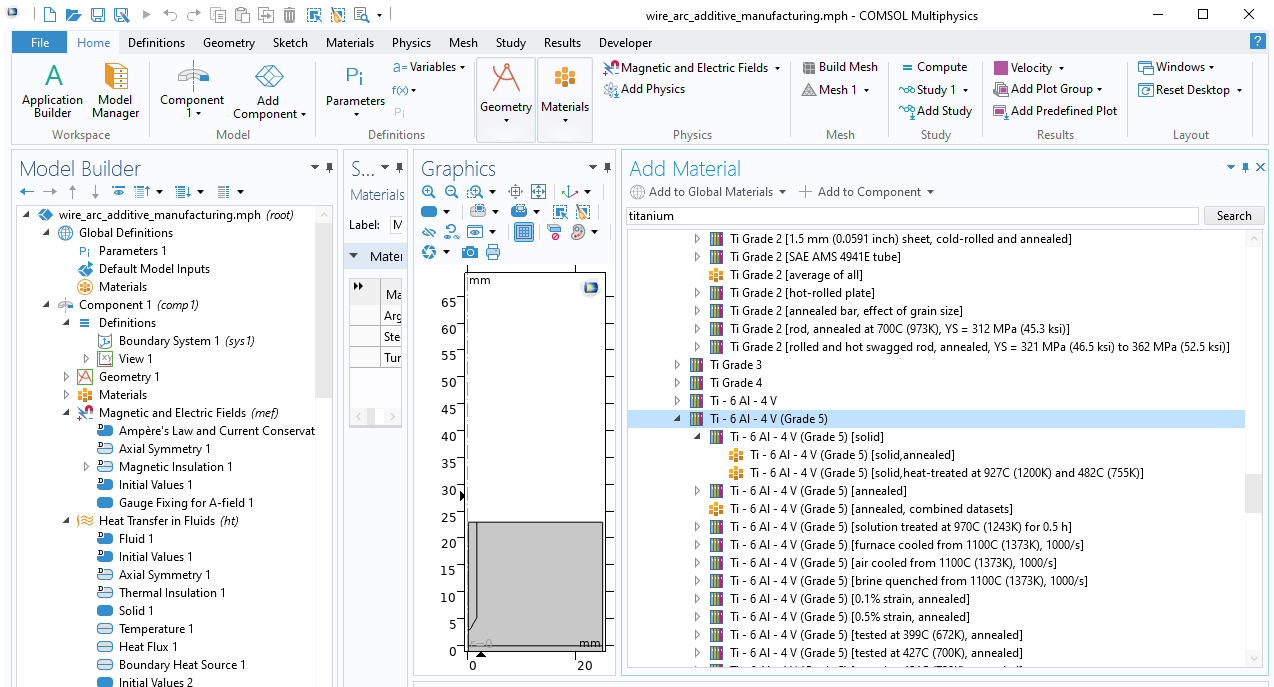 wire_arc_additive_manufacturing.mph - COMSOL Multiphysics
File Home Definitions Geometry Sketch Materials Physics Mesh Study Results Developer
Application Builder
Model Manager
Workspace
Component 1
Add Component
Model
Parameters
a= Variables
f(x)
Pi
Definitions
Geometry
Materials
Magnetic and Electric Fields
Add Physics
Physics
Build Mesh
Mesh 1
Mesh
Compute
Study 1
Add Study
Study
Velocity
Add Plot Group
Add Predefined Plot
Results
Windows
Reset Desktop
Layout
Model Builder
wire_arc_additive_manufacturing.mph (root)
Global Definitions
Pi Parameters 1
Default Model Inputs
Materials
Component 1 (comp1)
Definitions
Boundary System 1 (sys1)
View 1
Geometry 1
Materials
Magnetic and Electric Fields (mef)
Ampère's Law and Current Conservat
Axial Symmetry 1
Magnetic Insulation 1
Initial Values 1
Gauge Fixing for A-field 1
Heat Transfer in Fluids (ht)
Fluid 1
Initial Values 1
Axial Symmetry 1
Thermal Insulation 1
Solid 1
Temperature 1
Heat Flux 1
Boundary Heat Source 1
Initial Values 2
S...
Materials
Label: M
Mater
Ma
Arg
Ste
Tur
Graphics
mm
65
60
55
50
45
40
35
30
25
20
15
10
5
0
r=0
mm
0 20
Add Material
Add to Global Materials Add to Component
titanium Search
Ti Grade 2 [1.5 mm (0.0591 inch) sheet, cold-rolled and annealed]
Ti Grade 2 [SAE AMS 4941E tube]
Ti Grade 2 [average of all]
Ti Grade 2 [hot-rolled plate]
Ti Grade 2 [annealed bar, effect of grain size]
Ti Grade 2 [rod, annealed at 700C (973K), YS = 312 MPa (45.3 ksi)]
Ti Grade 2 [rolled and hot swagged rod, annealed, YS = 321 MPa (46.5 ksi) to 362 MPa (52.5 ksi)]
Ti Grade 3
Ti Grade 4
Ti - 6 Al - 4 V
Ti - 6 Al - 4 V (Grade 5)
Ti - 6 Al - 4 V (Grade 5) [solid]
Ti - 6 Al - 4 V (Grade 5) [solid,annealed]
Ti - 6 Al - 4 V (Grade 5) [solid,heat-treated at 927C (1200K) and 482C (755K)]
Ti - 6 Al - 4 V (Grade 5) [annealed]
Ti - 6 Al - 4 V (Grade 5) [annealed, combined datasets]
Ti - 6 Al - 4 V (Grade 5) [solution treated at 970C (1243K) for 0.5 h]
Ti - 6 Al - 4 V (Grade 5) [furnace cooled from 1100C (1373K), 1000/s]
Ti - 6 Al - 4 V (Grade 5) [air cooled from 1100C (1373K), 1000/s]
Ti - 6 Al - 4 V (Grade 5) [brine quenched from 1100C (1373K), 1000/s]
Ti - 6 Al - 4 V (Grade 5) [0.1% strain, annealed]
Ti - 6 Al - 4 V (Grade 5) [0.5% strain, annealed]
Ti - 6 Al - 4 V (Grade 5) [tested at 399C (672K), annealed]
Ti - 6 Al - 4 V (Grade 5) [tested at 427C (700K), annealed]